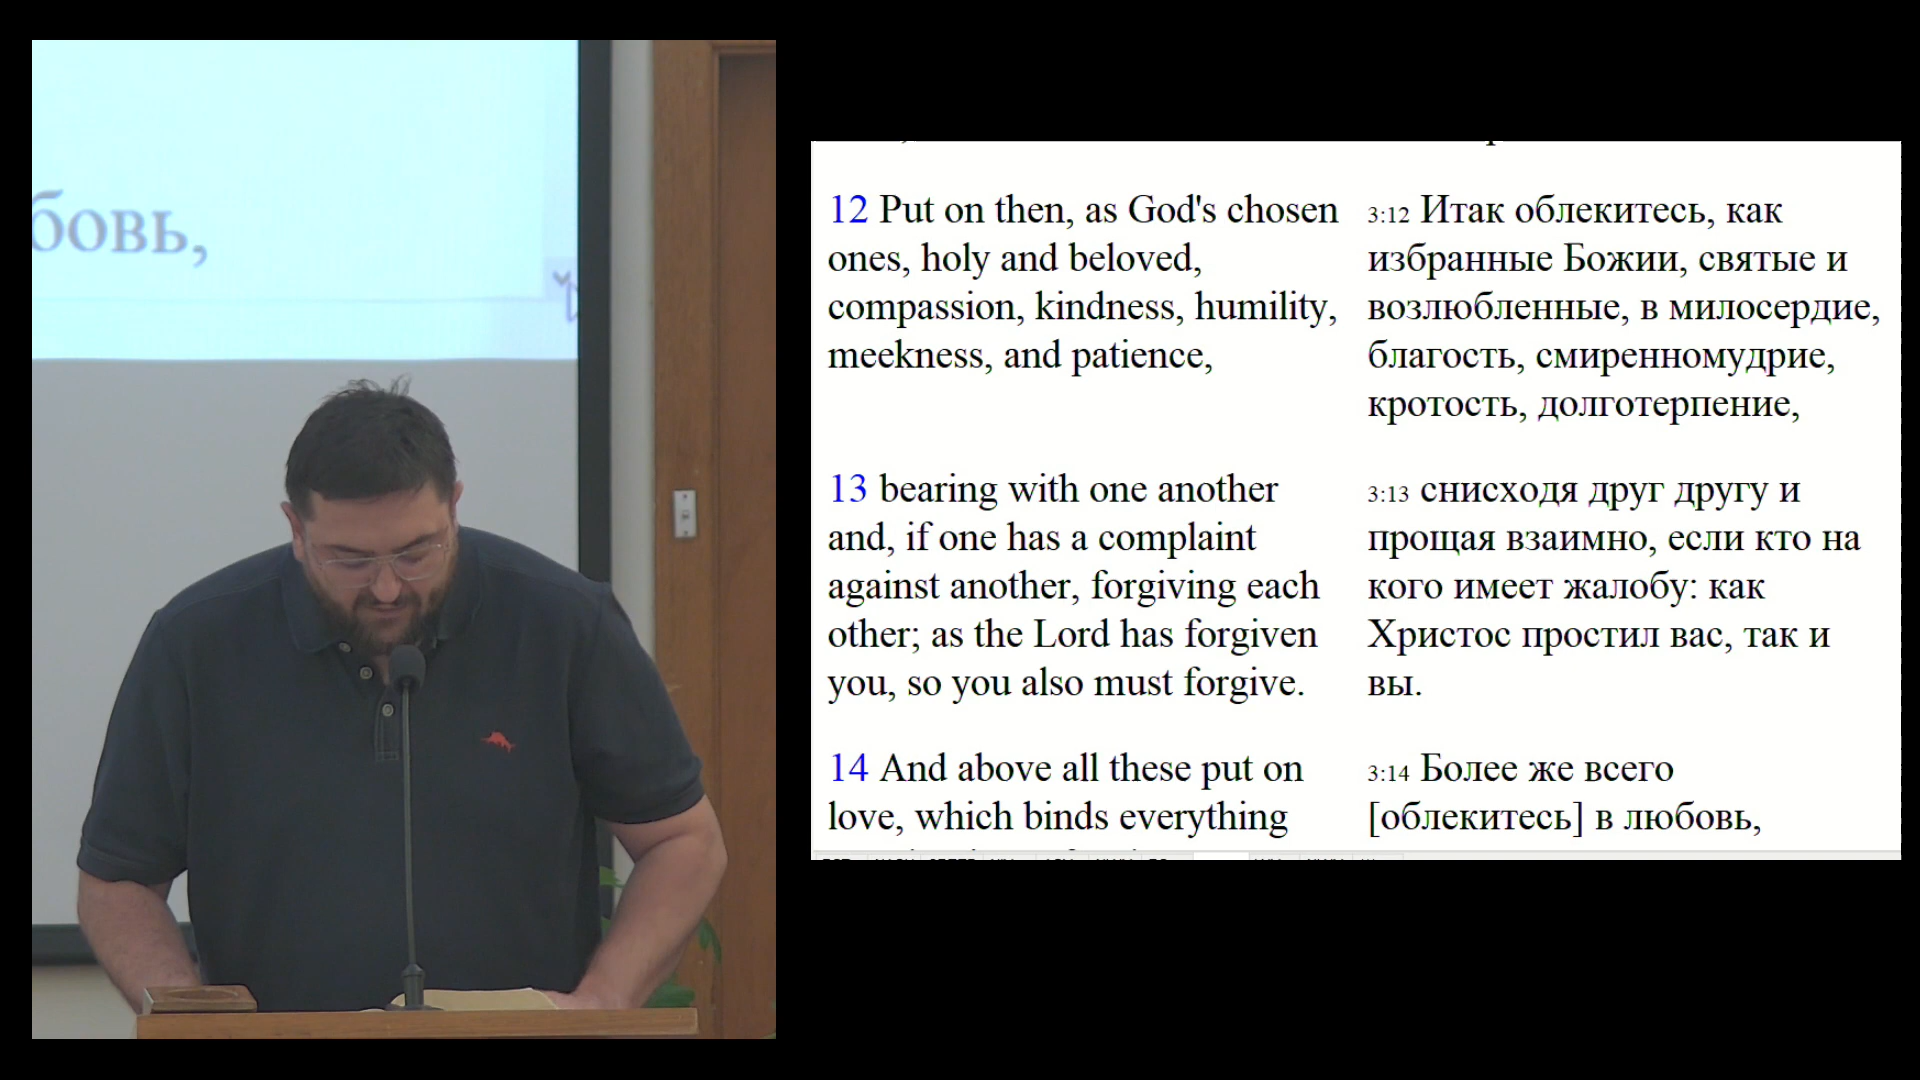 бовь,
12 Put on then, as God's chosen
ones, holy and beloved,
compassion, kindness, humility,
meekness, and patience,
3:12 Итак облекитесь, как
избранные Божии, святые и
возлюбленные, в милосердие,
благость, смиренномудрие,
кротость, долготерпение,
13 bearing with one another
and, if one has a complaint
against another, forgiving each
other; as the Lord has forgiven
you, so you also must forgive.
3:13 снисходя друг другу и
прощая взаимно, если кто на
кого имеет жалобу: как
Христос простил вас, так и
вы.
14 And above all these put on
love, which binds everything
3:14 Более же всего
[облекитесь] в любовь,